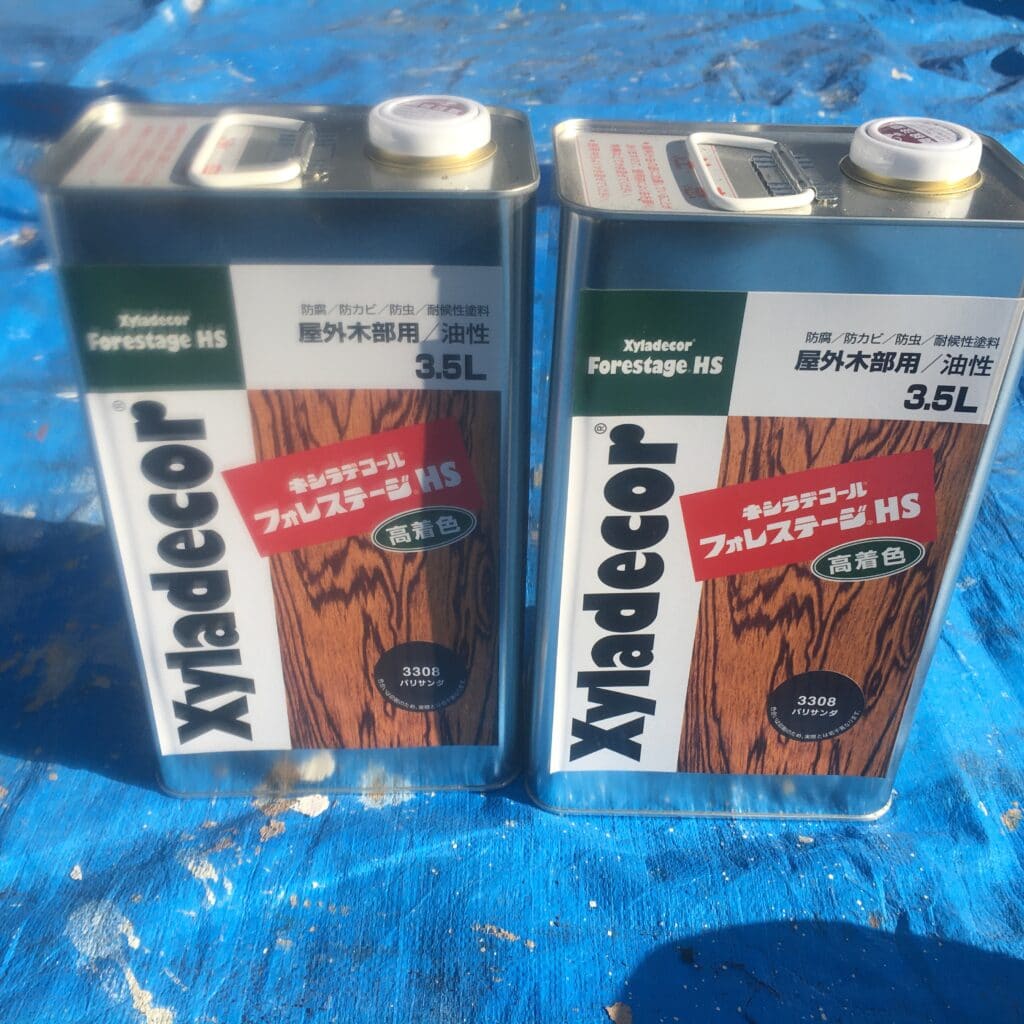 Xyladecor
Forestage HS
防腐/防カビ/防虫/耐候性塗料
屋外木部用/油性
3.5L
Xyladecor®
キシラデコール
フォレステージ HS
高着色
3308
パリサンダ
Xyladecor
Forestage HS
防腐/防カビ/防虫/耐候性塗料
屋外木部用/油性
3.5L
Xyladecor®
キシラデコール
フォレステージ HS
高着色
3308
パリサンダ